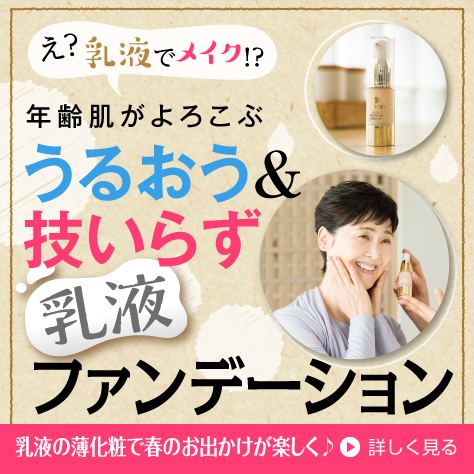 え?乳液でメイク!?
年齢肌がよろこぶ
うるおう&
技いらず
乳液
ファンデーション
乳液の薄化粧で春のお出かけが楽しく♪ 詳しく見る